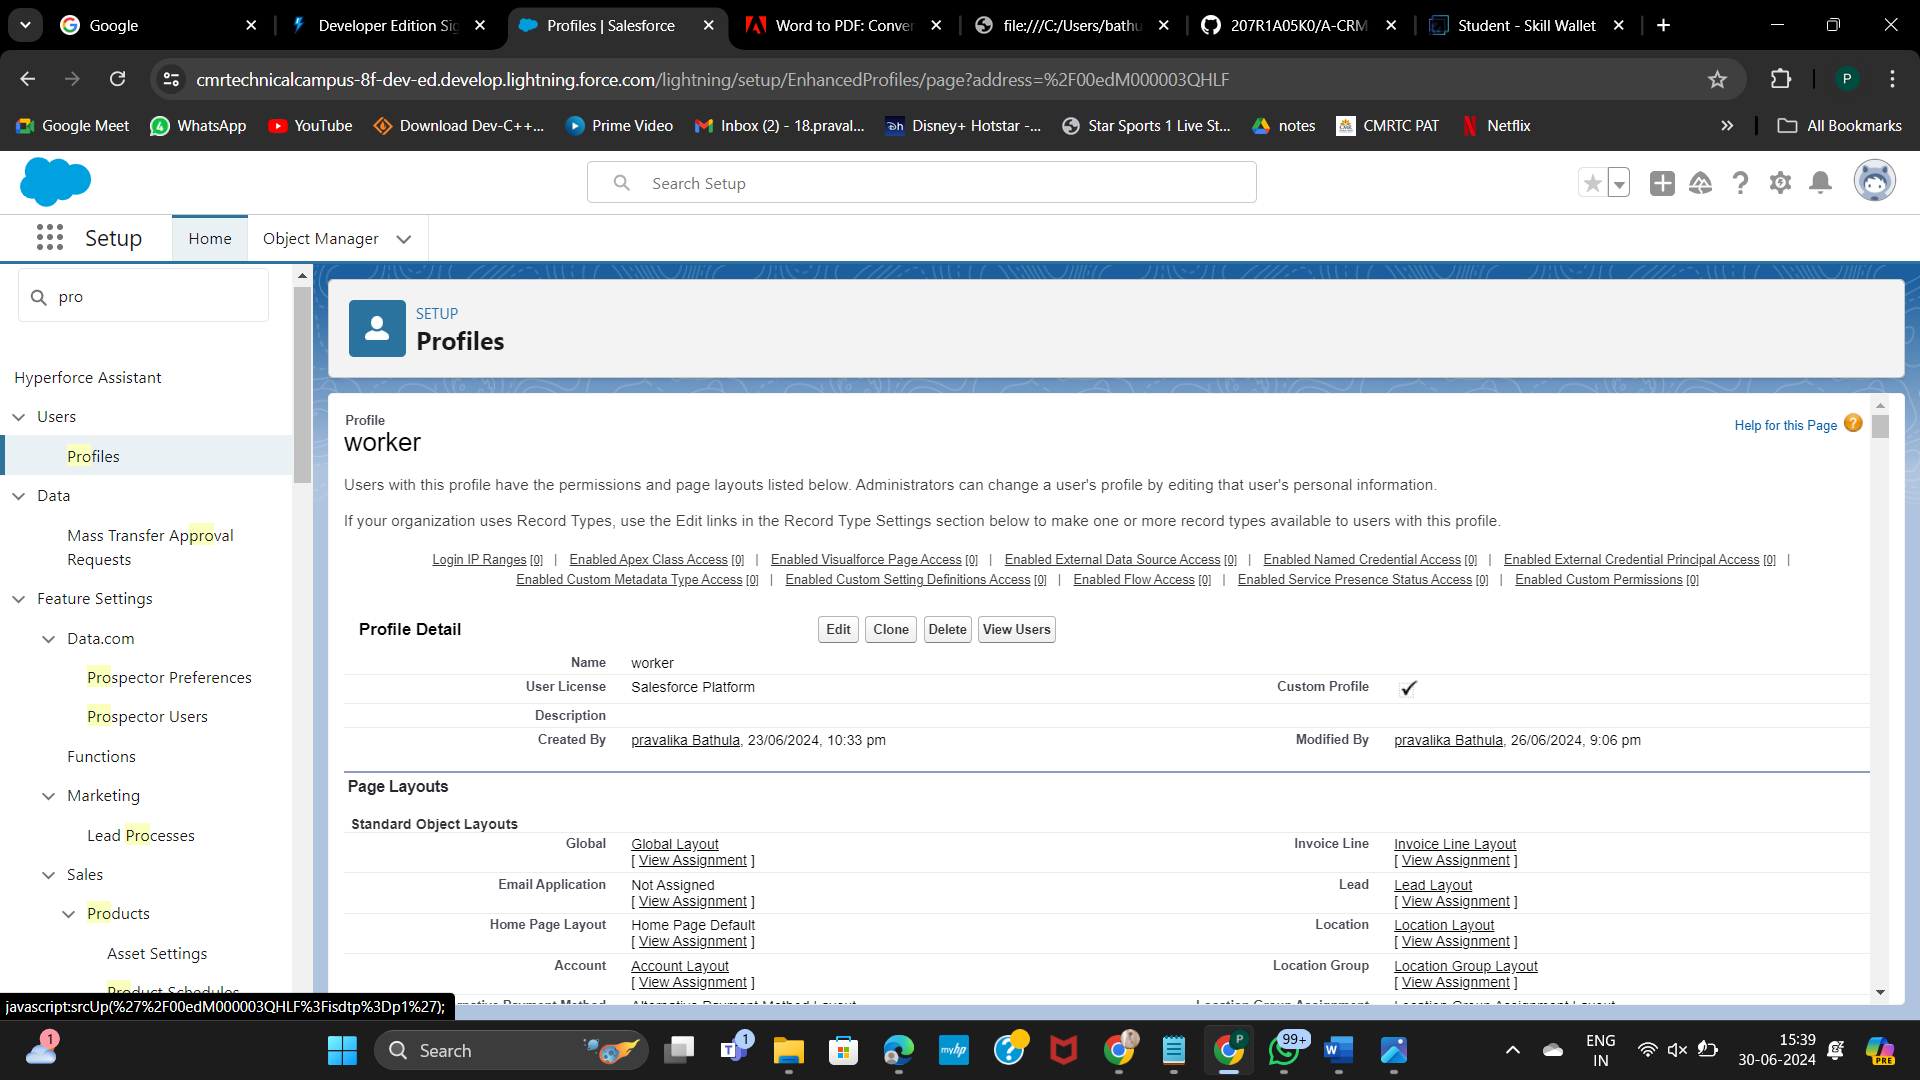 Google
Developer Edition Sig
Profiles | Salesforce
Word to PDF: Conver
file:///C:/Users/bathu
207R1A05K0/A-CRM
Student - Skill Wallet
cmrtechnicalcampus-8f-dev-ed.develop.lightning.force.com/lightning/setup/EnhancedProfiles/page?address=%2F00edM000003QHLF
P
Google Meet
WhatsApp
YouTube
Download Dev-C++...
Prime Video
Inbox (2) - 18.praval...
Disney+ Hotstar -...
Star Sports 1 Live St...
notes
CMRTC PAT
Netflix
All Bookmarks
Search Setup
Setup
Home
Object Manager
pro
Hyperforce Assistant
Users
Profiles
Data
Mass Transfer Approval
Requests
Feature Settings
Data.com
Prospector Preferences
Prospector Users
Functions
Marketing
Lead Processes
Sales
Products
Asset Settings
Product Schedules
SETUP
Profiles
Profile
worker
Help for this Page
Users with this profile have the permissions and page layouts listed below. Administrators can change a user's profile by editing that user's personal information.
If your organization uses Record Types, use the Edit links in the Record Type Settings section below to make one or more record types available to users with this profile.
Login IP Ranges [0] | Enabled Apex Class Access [0] | Enabled Visualforce Page Access [0] | Enabled External Data Source Access [0] | Enabled Named Credential Access [0] | Enabled External Credential Principal Access [0] |
Enabled Custom Metadata Type Access [0] | Enabled Custom Setting Definitions Access [0] | Enabled Flow Access [0] | Enabled Service Presence Status Access [0] | Enabled Custom Permissions [0]
Profile Detail
Edit Clone Delete View Users
Name worker
User License Salesforce Platform Custom Profile
Description
Created By pravalika Bathula, 23/06/2024, 10:33 pm Modified By pravalika Bathula, 26/06/2024, 9:06 pm
Page Layouts
Standard Object Layouts
Global Global Layout Invoice Line Invoice Line Layout
[ View Assignment ] [ View Assignment ]
Email Application Not Assigned Lead Lead Layout
[ View Assignment ] [ View Assignment ]
Home Page Layout Home Page Default Location Location Layout
[ View Assignment ] [ View Assignment ]
Account Account Layout Location Group Location Group Layout
[ View Assignment ] [ View Assignment ]
Alternative Payment Method Layout Location Group Assignment Location Group Assignment Layout
javascript:srcUp(%27%2F00edM000003QHLF%3Fisdtp%3Dp1%27);
1
Search
1
myhp
P
99+
ENG
IN
15:39
30-06-2024
PRE